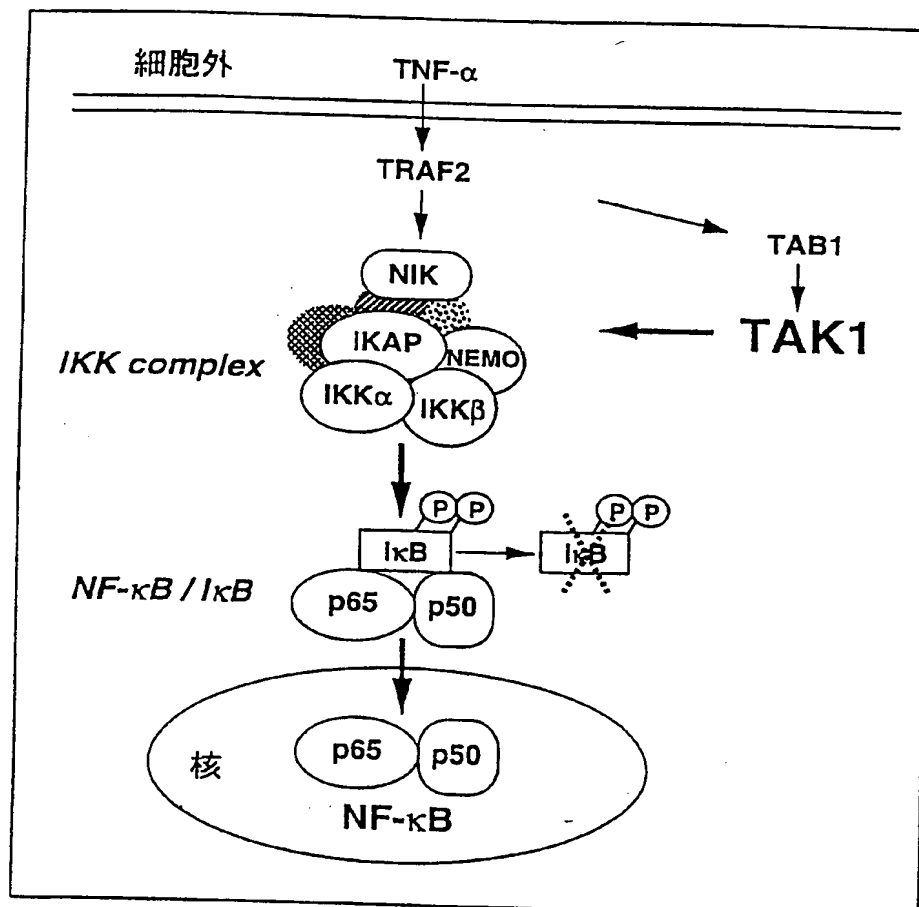 細胞外
TNF-α
TRAF2
TAB1
NIK
TAK1
IKAP
NEMO
IKK complex
IKKα
IKKβ
P P
P P
IκB
IκB
NF-κB / IκB
p65
p50
p65
p50
核
NF-κB